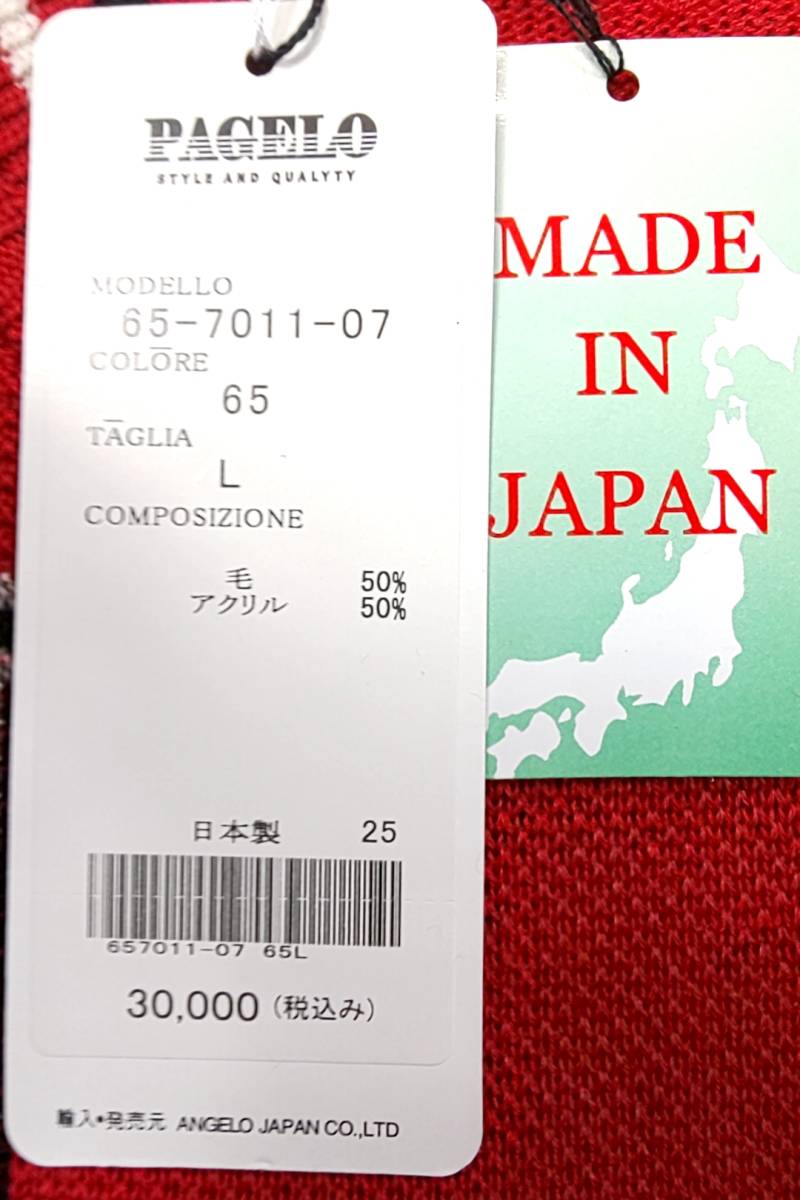 PAGELO
STYLE AND QUALYTY
MODELLO
65-7011-07
COLORE
65
TAGLIA
L
COMPOSIZIONE
毛 50%
アクリル 50%
日本製 25
657011-07 65L
30,000 (税込み)
輸入•発売元 ANGELO JAPAN CO.,LTD
MADE
IN
JAPAN